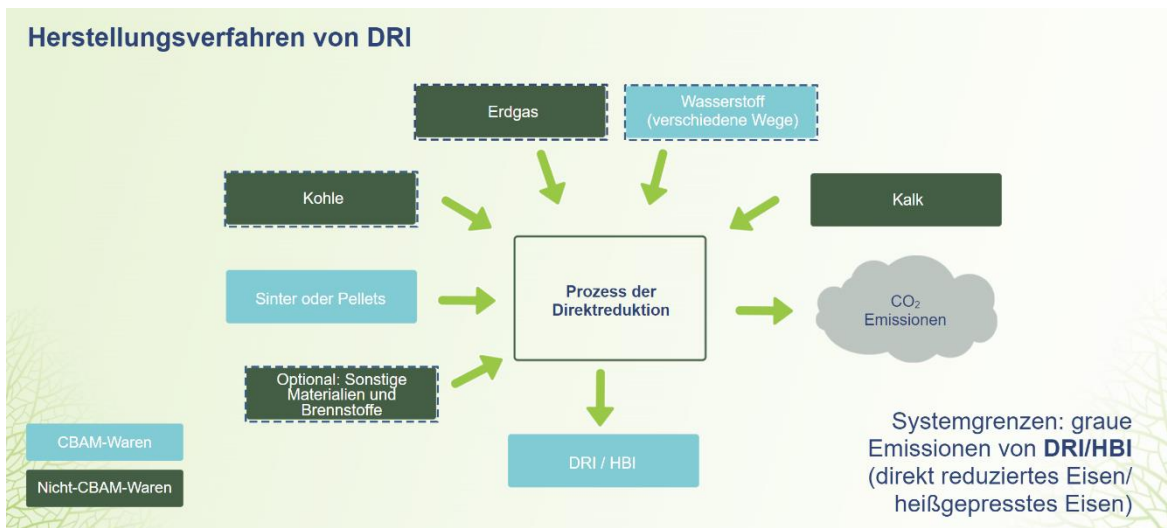 Herstellungsverfahren von DRI
Erdgas
Wasserstoff
(verschiedene Wege)
Kohle
Kalk
Sinter oder Pellets
Prozess der
Direktreduktion
CO₂
Emissionen
Optional: Sonstige
Materialien und
Brennstoffe
DRI / HBI
CBAM-Waren
Nicht-CBAM-Waren
Systemgrenzen: graue
Emissionen von DRI/HBI
(direkt reduziertes Eisen/
heißgepresstes Eisen)